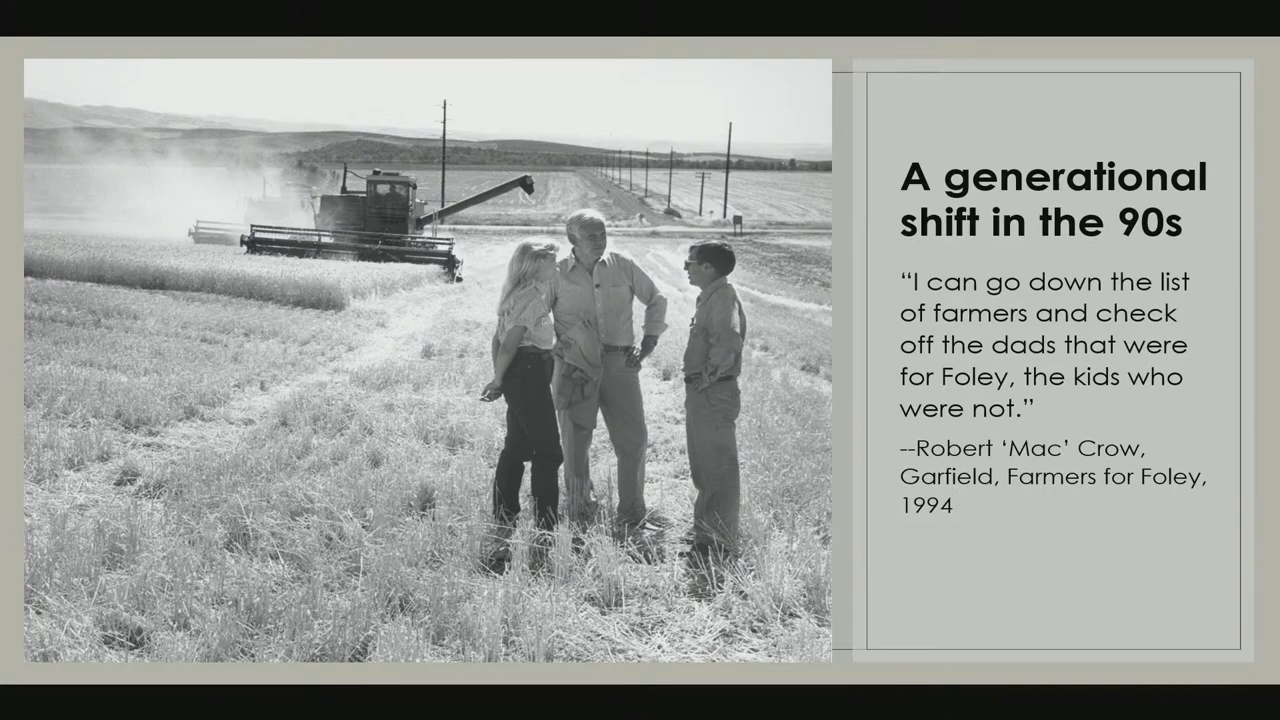 A generational
shift in the 90s
“I can go down the list
of farmers and check
off the dads that were
for Foley, the kids who
were not.”
--Robert ‘Mac’ Crow,
Garfield, Farmers for Foley,
1994